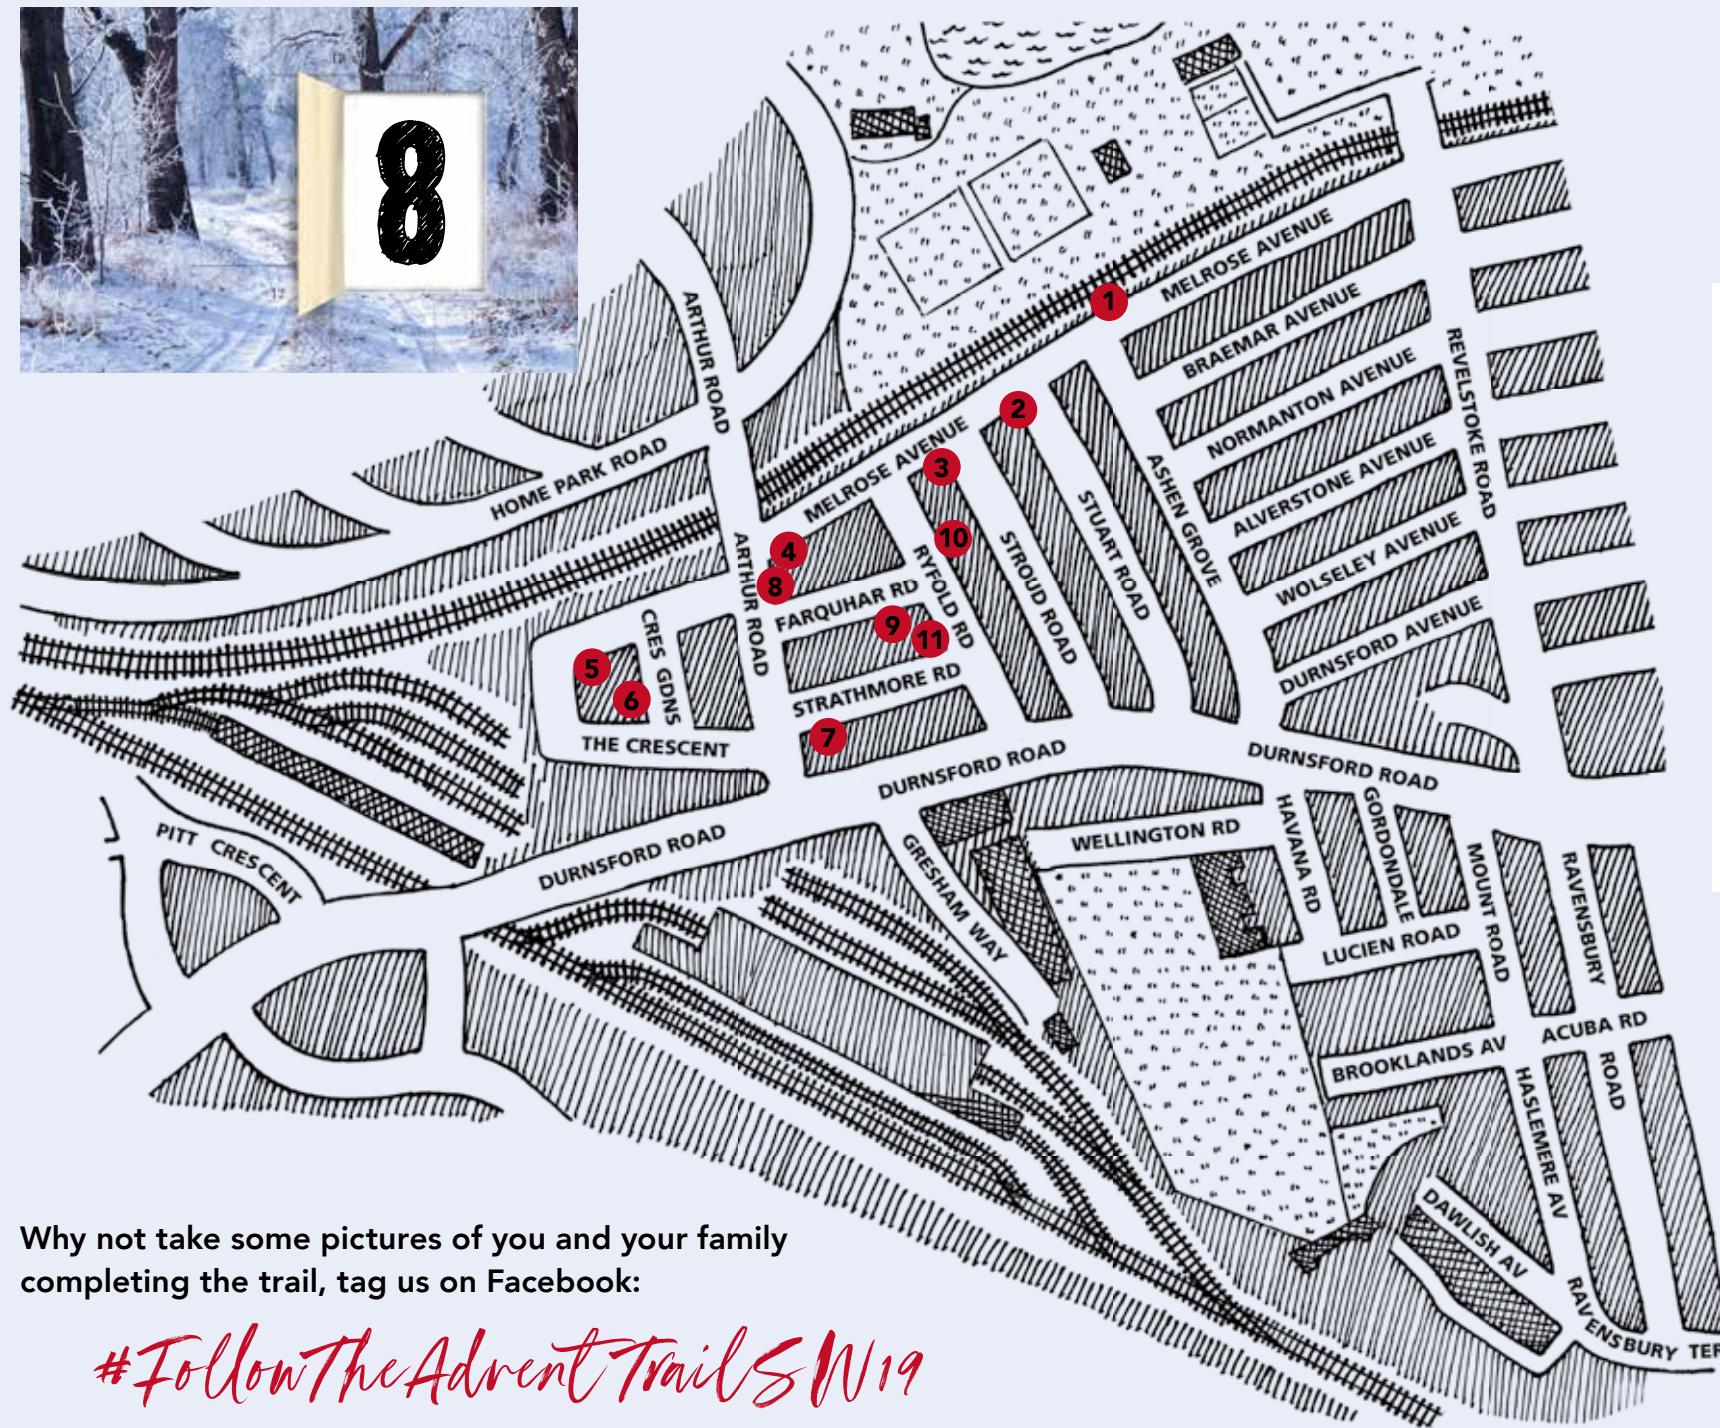 8
ARTHUR ROAD
HOME PARK ROAD
MELROSE AVENUE
1
BRAEMAR AVENUE
NORMANTON AVENUE
REVELSTOKE ROAD
ALVERSTONE AVENUE
WOLSELEY AVENUE
DURNSFORD AVENUE
2
MELROSE AVENUE
3
ASHEN GROVE
STUART ROAD
STROUD ROAD
10
RYFOLD RD
4
8
ARTHUR ROAD
FARQUHAR RD
9
11
STRATHMORE RD
7
CRES GDNS
5
6
THE CRESCENT
DURNSFORD ROAD
DURNSFORD ROAD
DURNSFORD ROAD
PITT CRESCENT
GRESHAM WAY
WELLINGTON RD
HAVANA RD
GORDONDALE
MOUNT ROAD
RAVENSBURY
LUCIEN ROAD
ACUBA RD
BROOKLANDS AV
ROAD
HASLEMERE AV
DAWLISH AV
RAVENSBURY TER
Why not take some pictures of you and your family
completing the trail, tag us on Facebook:
#FollowTheAdventTrailSW19